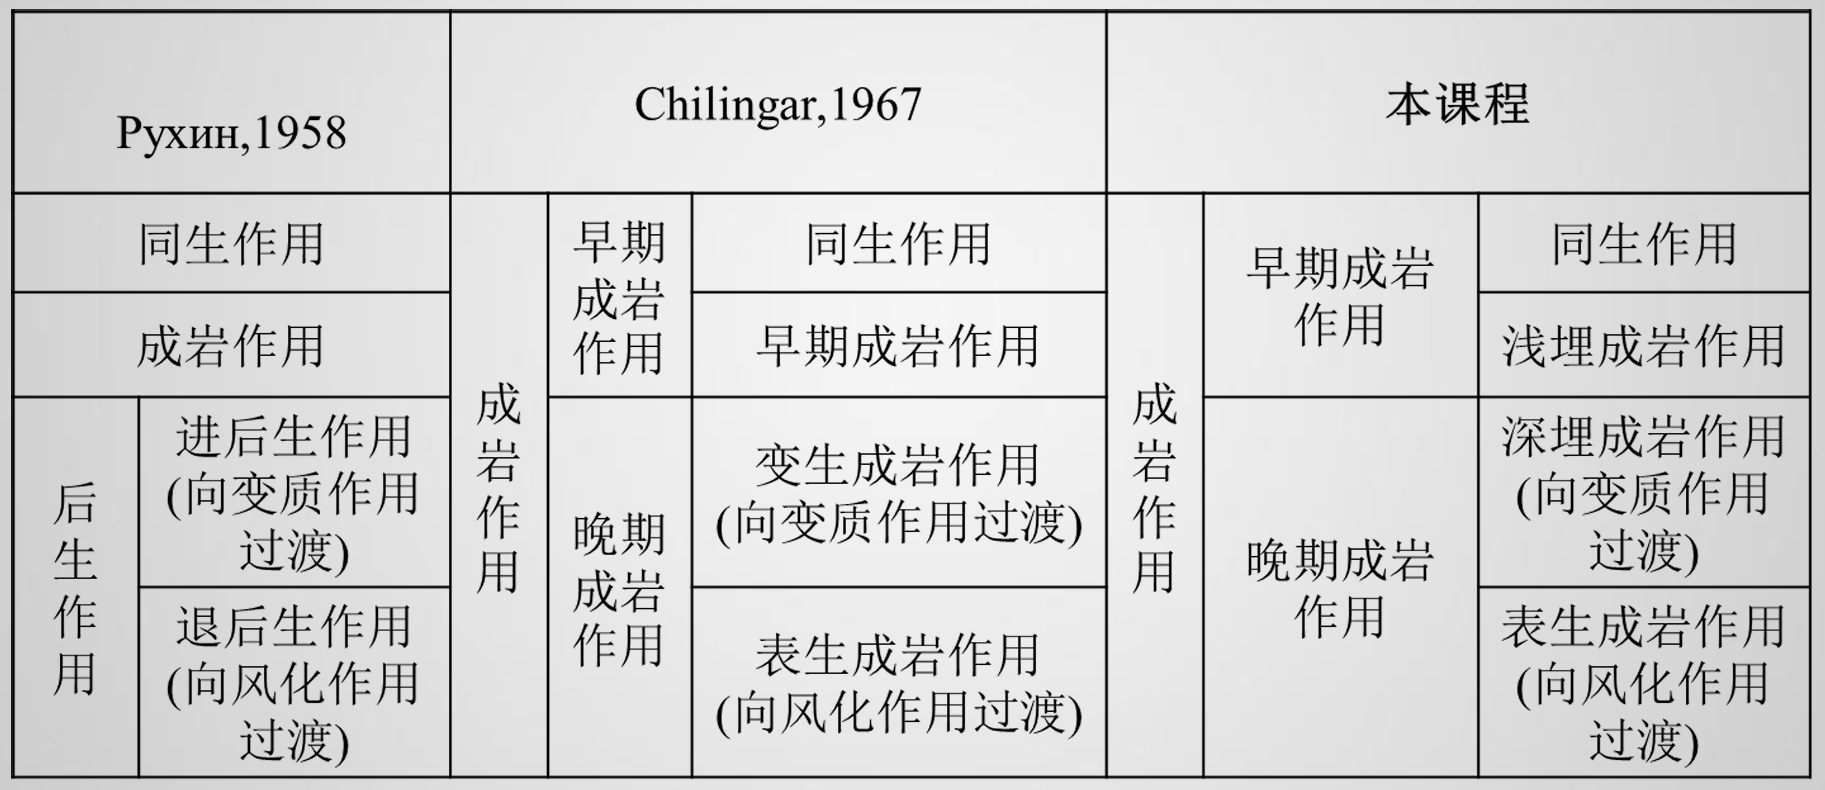 Рухин,1958
Chilingar,1967
本课程
同生作用
成岩作用
后
生
作
用
进后生作用
(向变质作用
过渡)
退后生作用
(向风化作用
过渡)
成
岩
作
用
早期
成岩
作用
同生作用
早期成岩作用
晚期
成岩
作用
变生成岩作用
(向变质作用过渡)
表生成岩作用
(向风化作用过渡)
成
岩
作
用
早期成岩
作用
同生作用
浅埋成岩作用
晚期成岩
作用
深埋成岩作用
(向变质作用
过渡)
表生成岩作用
(向风化作用
过渡)